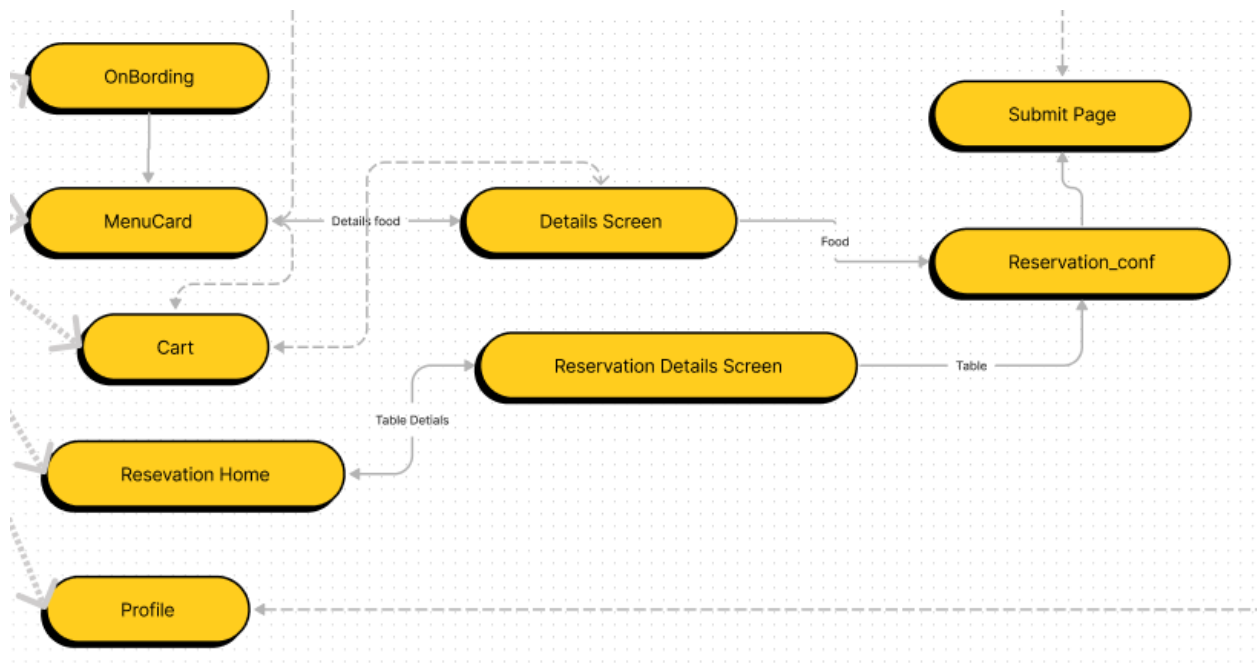 OnBording
Submit Page
MenuCard
Details food
Details Screen
Food
Reservation_conf
Cart
Reservation Details Screen
Table
Table Detials
Resevation Home
Profile